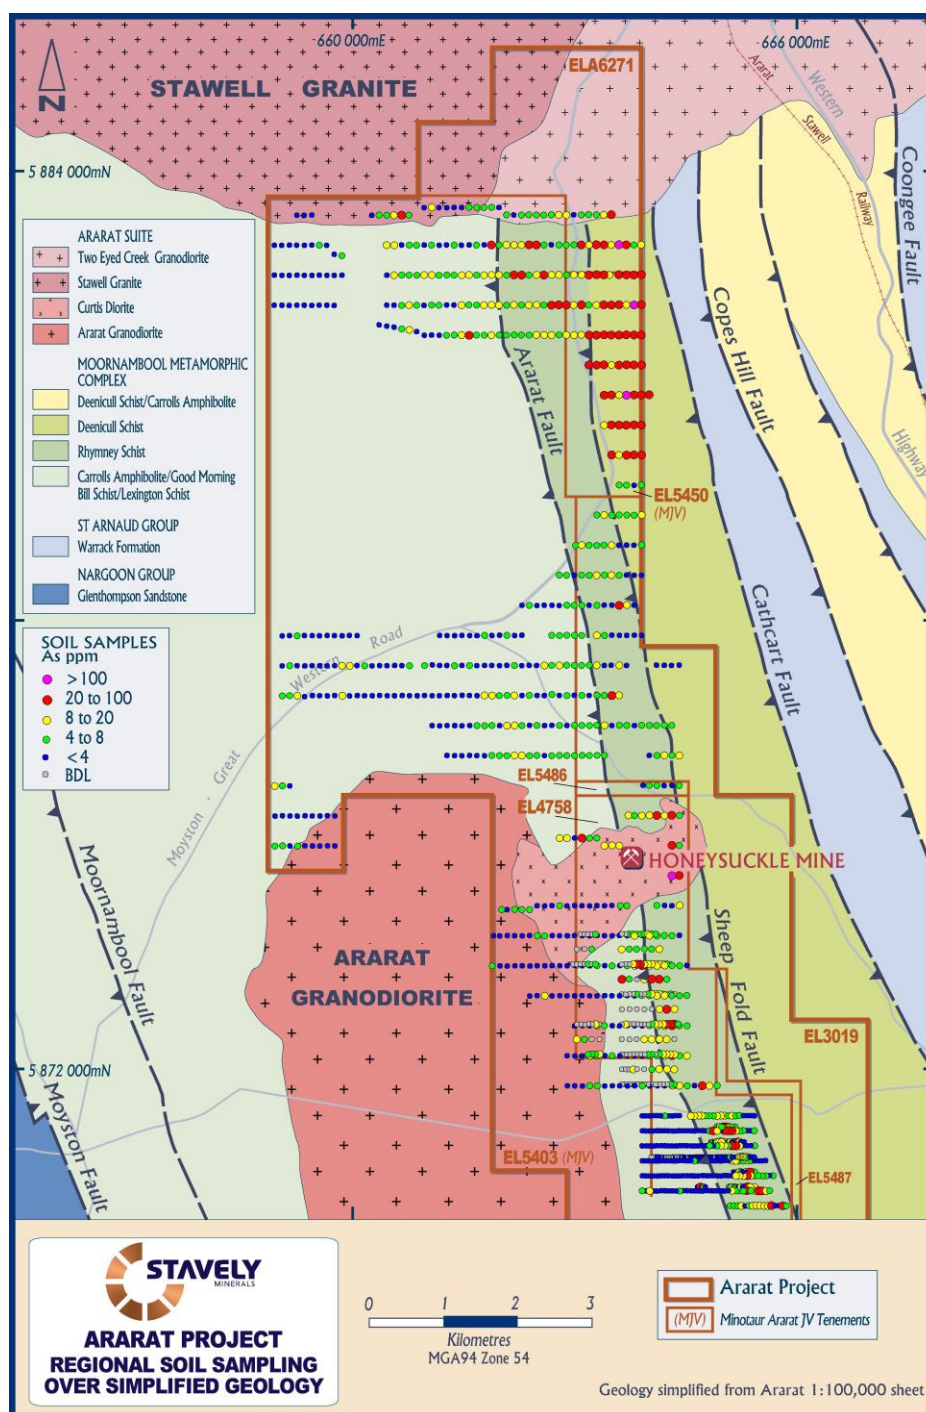 660 000mE
666 000mE
ELA6271
STAWELL GRANITE
N
Ararat
Stawell
Railway
Western
Highway
5 884 000mN
Coongee Fault
ARARAT SUITE
Two Eyed Creek Granodiorite
Stawell Granite
Curtis Diorite
Ararat Granodiorite
MOORNAMBOOL METAMORPHIC
COMPLEX
Deenicull Schist/Carrolls Amphibolite
Deenicull Schist
Rhymney Schist
Carrolls Amphibolite/Good Morning
Bill Schist/Lexington Schist
ST ARNAUD GROUP
Warrack Formation
NARGOON GROUP
Glenthompson Sandstone
Copes Hill Fault
Ararat Fault
EL5450
(MJV)
Cathcart Fault
SOIL SAMPLES
As ppm
>100
20 to 100
8 to 20
4 to 8
<4
BDL
Moyston - Great Western Road
EL5486
EL4758
HONEYSUCKLE MINE
Moornambool Fault
Sheep Fold Fault
ARARAT
GRANODIORITE
EL3019
5 872 000mN
Moyston Fault
EL5403 (MJV)
EL5487
STAVELY
MINERALS
ARARAT PROJECT
REGIONAL SOIL SAMPLING
OVER SIMPLIFIED GEOLOGY
0 1 2 3
Kilometres
MGA94 Zone 54
Ararat Project
(MJV) Minotaur Ararat JV Tenements
Geology simplified from Ararat 1:100,000 sheet